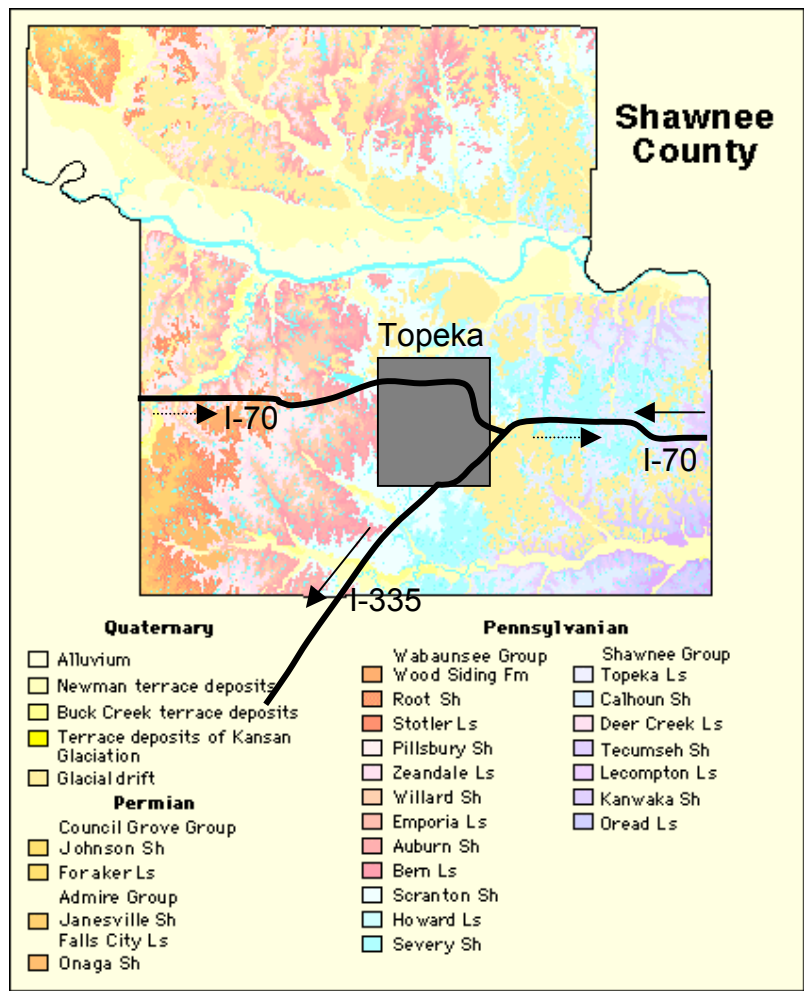 Shawnee
County
Topeka
I-70
I-70
I-335
Quaternary
Alluvium
Newman terrace deposits
Buck Creek terrace deposits
Terrace deposits of Kansan
Glaciation
Glacial drift
Permian
Council Grove Group
Johnson Sh
Foraker Ls
Admire Group
Janesville Sh
Falls City Ls
Onaga Sh
Pennsylvanian
Wabaunsee Group
Wood Siding Fm
Root Sh
Stotler Ls
Pillsbury Sh
Zeandale Ls
Willard Sh
Emporia Ls
Auburn Sh
Bern Ls
Scranton Sh
Howard Ls
Severy Sh
Shawnee Group
Topeka Ls
Calhoun Sh
Deer Creek Ls
Tecumseh Sh
Lecompton Ls
Kanwaka Sh
Oread Ls